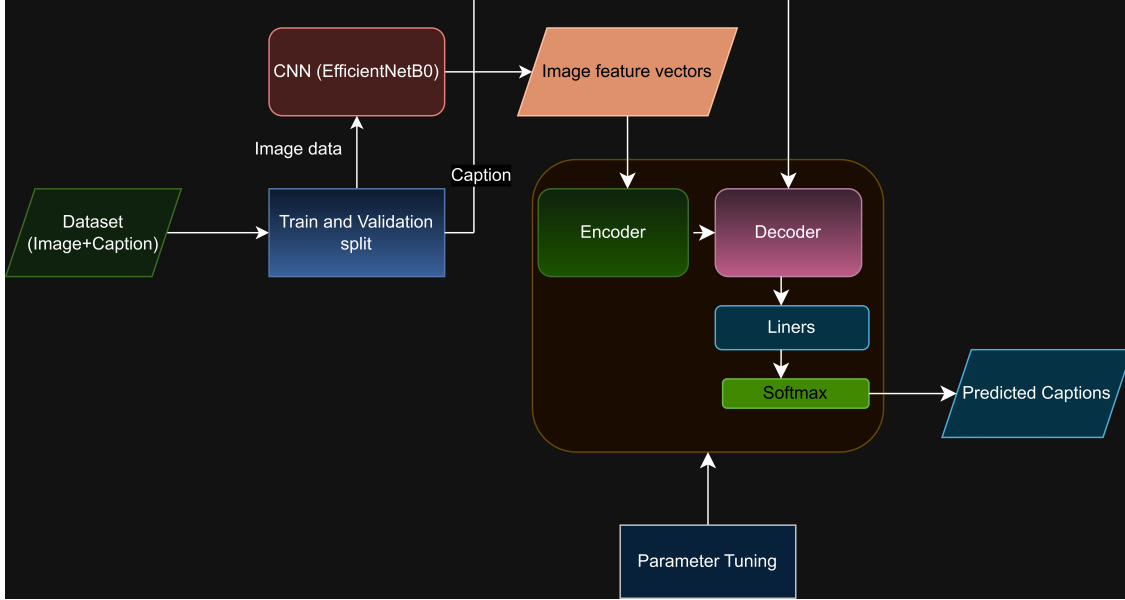 CNN (EfficientNetB0)
Image feature vectors
Image data
Caption
Dataset
(Image+Caption)
Train and Validation
split
Encoder
Decoder
Liners
Softmax
Predicted Captions
Parameter Tuning